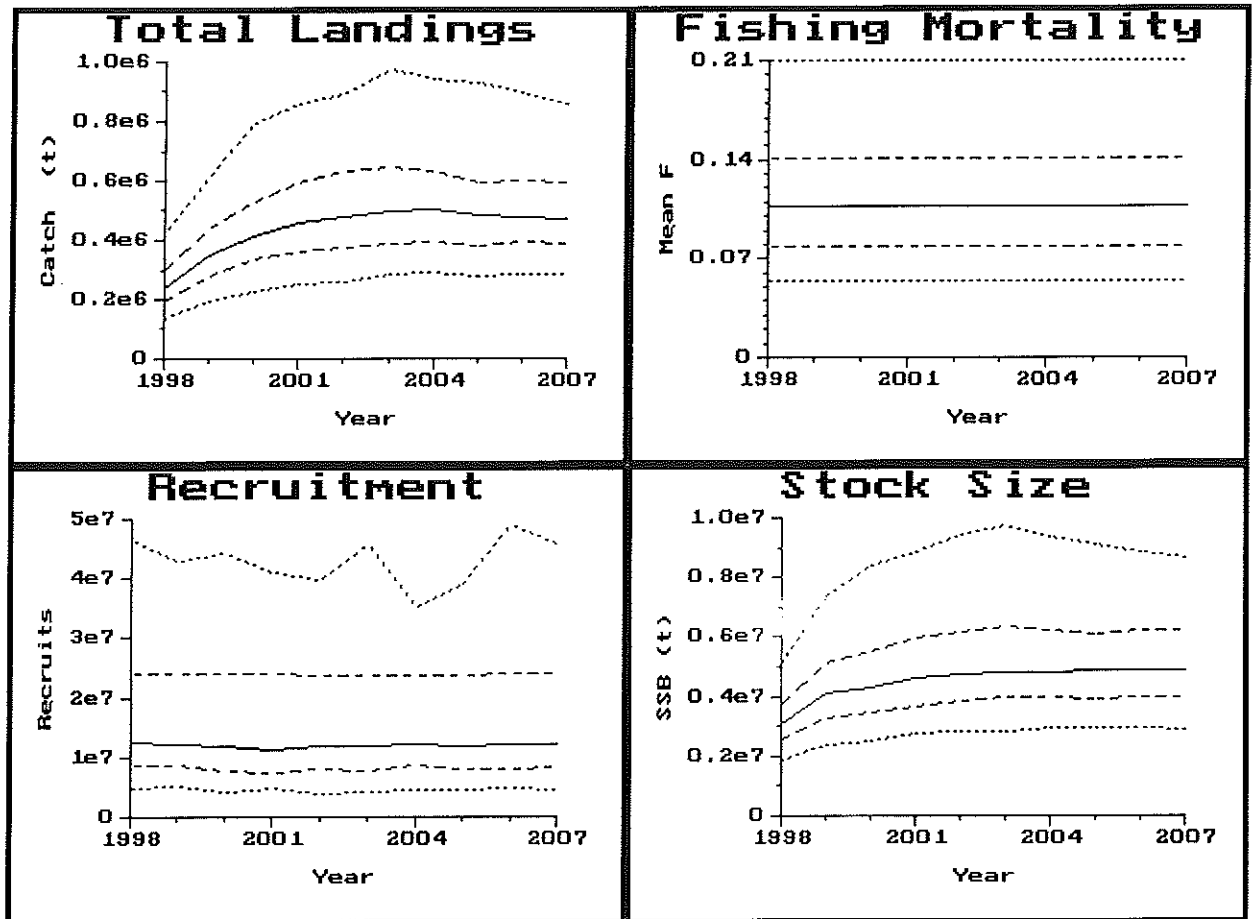 Total Landings
1.0e6
0.8e6
0.6e6
0.4e6
0.2e6
0
Catch (t)
1998 2001 2004 2007
Year
Fishing Mortality
0.21
0.14
0.07
0
Mean F
1998 2001 2004 2007
Year
Recruitment
5e7
4e7
3e7
2e7
1e7
0
Recruits
1998 2001 2004 2007
Year
Stock Size
1.0e7
0.8e7
0.6e7
0.4e7
0.2e7
0
SSB (t)
1998 2001 2004 2007
Year